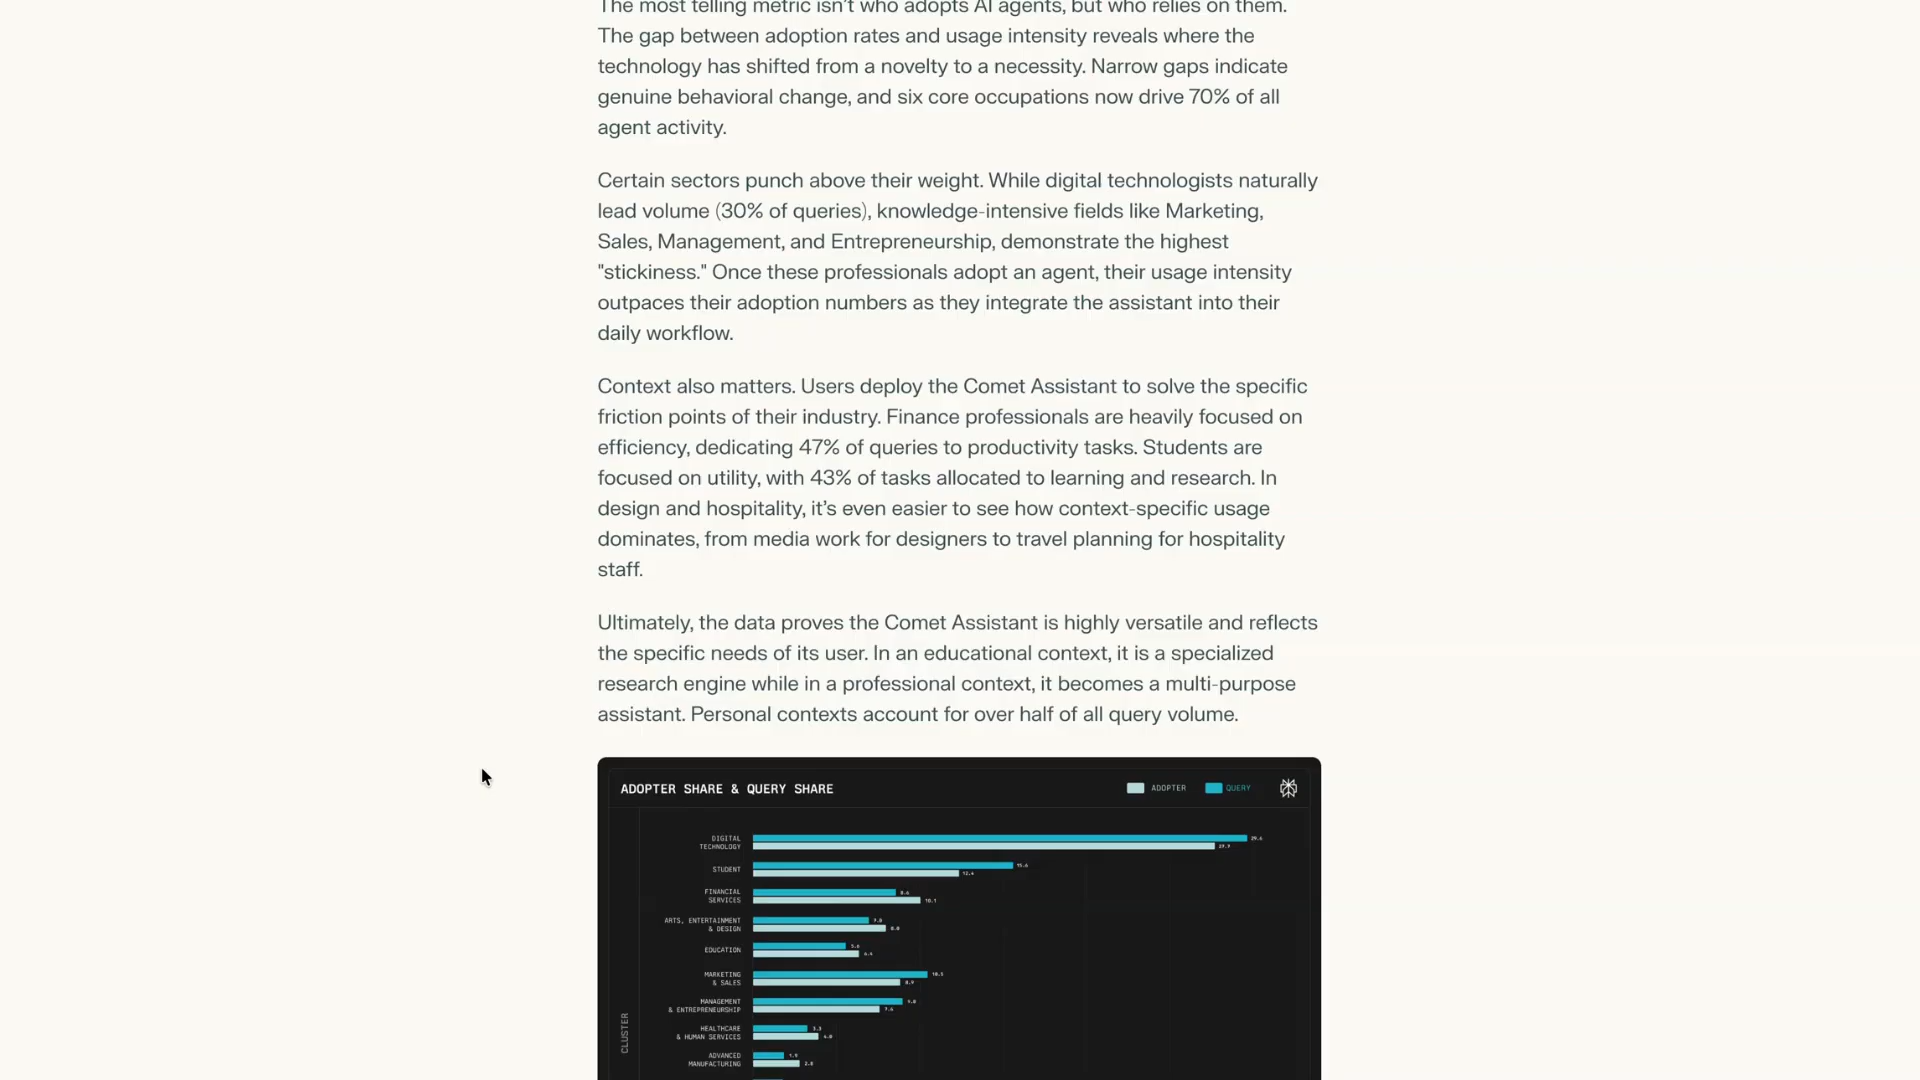 The most telling metric isn't who adopts AI agents, but who relies on them.
The gap between adoption rates and usage intensity reveals where the
technology has shifted from a novelty to a necessity. Narrow gaps indicate
genuine behavioral change, and six core occupations now drive 70% of all
agent activity.
Certain sectors punch above their weight. While digital technologists naturally
lead volume (30% of queries), knowledge-intensive fields like Marketing,
Sales, Management, and Entrepreneurship, demonstrate the highest
"stickiness." Once these professionals adopt an agent, their usage intensity
outpaces their adoption numbers as they integrate the assistant into their
daily workflow.
Context also matters. Users deploy the Comet Assistant to solve the specific
friction points of their industry. Finance professionals are heavily focused on
efficiency, dedicating 47% of queries to productivity tasks. Students are
focused on utility, with 43% of tasks allocated to learning and research. In
design and hospitality, it’s even easier to see how context-specific usage
dominates, from media work for designers to travel planning for hospitality
staff.
Ultimately, the data proves the Comet Assistant is highly versatile and reflects
the specific needs of its user. In an educational context, it is a specialized
research engine while in a professional context, it becomes a multi-purpose
assistant. Personal contexts account for over half of all query volume.
ADOPTER SHARE & QUERY SHARE
ADOPTER
QUERY
DIGITAL
TECHNOLOGY
STUDENT
12.4
FINANCIAL
SERVICES
10.1
ARTS, ENTERTAINMENT
& DESIGN
EDUCATION
MARKETING
& SALES
MANAGEMENT
& ENTREPRENEURSHIP
HEALTHCARE
& HUMAN SERVICES
ADVANCED
MANUFACTURING
CLUSTER